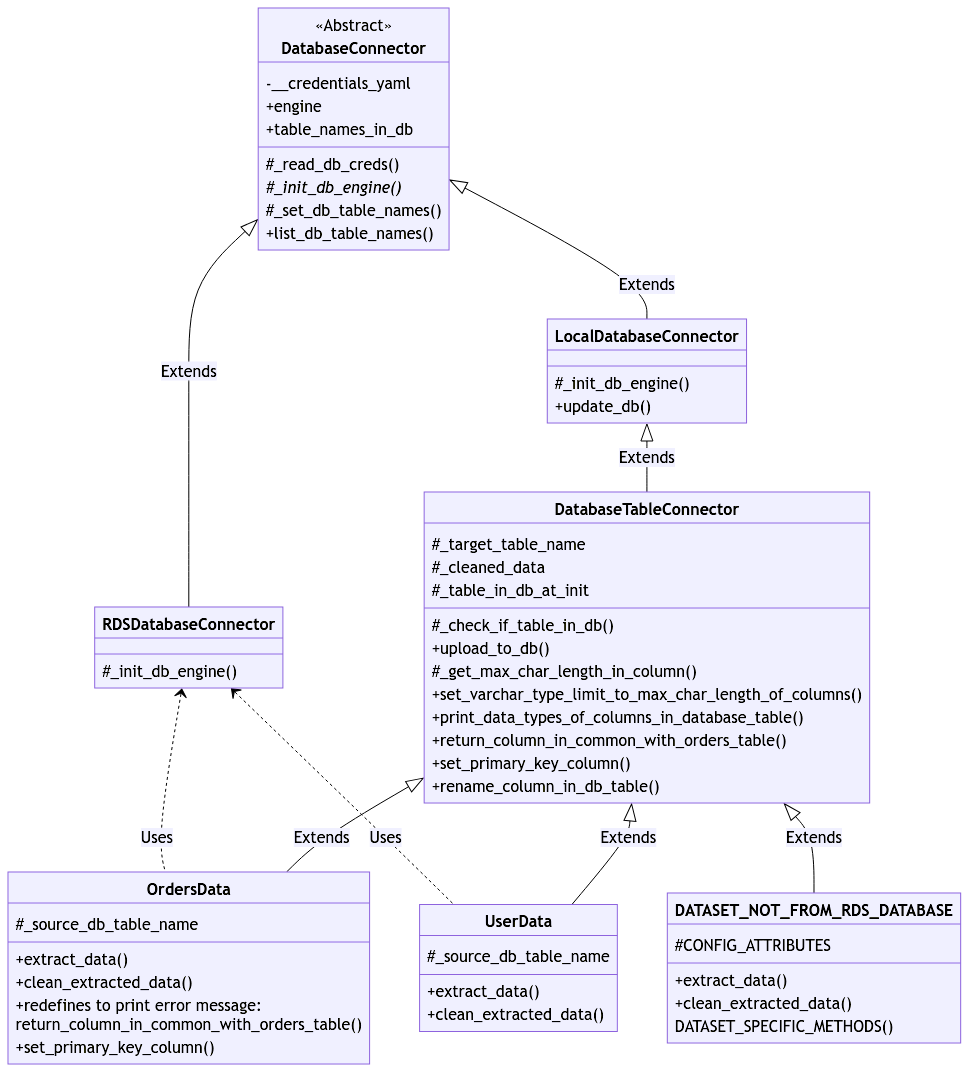 «Abstract»
DatabaseConnector
-__credentials_yaml
+engine
+table_names_in_db
#_read_db_creds()
#_init_db_engine()
#_set_db_table_names()
+list_db_table_names()
Extends
Extends
LocalDatabaseConnector
#_init_db_engine()
+update_db()
Extends
DatabaseTableConnector
#_target_table_name
#_cleaned_data
#_table_in_db_at_init
#_check_if_table_in_db()
+upload_to_db()
#_get_max_char_length_in_column()
+set_varchar_type_limit_to_max_char_length_of_columns()
+print_data_types_of_columns_in_database_table()
+return_column_in_common_with_orders_table()
+set_primary_key_column()
+rename_column_in_db_table()
RDSDatabaseConnector
#_init_db_engine()
Uses
Extends
Uses
Extends
Extends
OrdersData
#_source_db_table_name
+extract_data()
+clean_extracted_data()
+redefines to print error message:
return_column_in_common_with_orders_table()
+set_primary_key_column()
UserData
#_source_db_table_name
+extract_data()
+clean_extracted_data()
DATASET_NOT_FROM_RDS_DATABASE
#CONFIG_ATTRIBUTES
+extract_data()
+clean_extracted_data()
DATASET_SPECIFIC_METHODS()